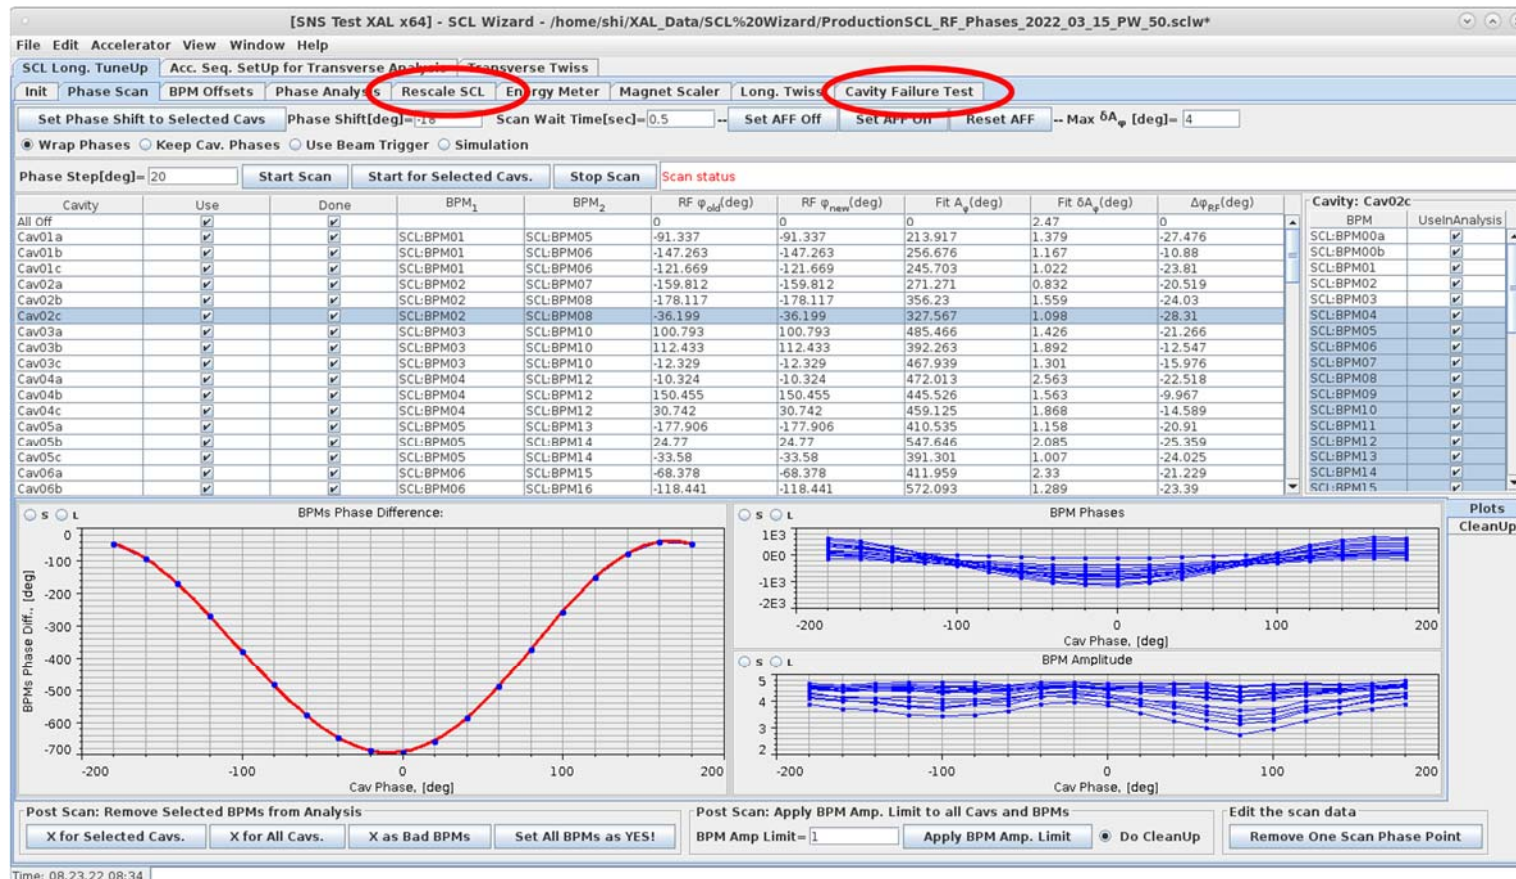 [SNS Test XAL x64] - SCL Wizard - /home/shi/XAL_Data/SCL%20Wizard/ProductionSCL_RF_Phases_2022_03_15_PW_50.sclw*
File Edit Accelerator View Window Help
SCL Long. TuneUp Acc. Seq. SetUp for Transverse Analysis Transverse Twiss
Init Phase Scan BPM Offsets Phase Analysis Rescale SCL Energy Meter Magnet Scaler Long. Twiss Cavity Failure Test
Set Phase Shift to Selected Cavs Phase Shift[deg]= -18 Scan Wait Time[sec]= 0.5 -- Set AFF Off Set AFF On Reset AFF -- Max δAφ [deg]= 4
Wrap Phases Keep Cav. Phases Use Beam Trigger Simulation
Phase Step[deg]= 20 Start Scan Start for Selected Cavs. Stop Scan Scan status
Cavity Use Done BPM1 BPM2 RF φold(deg) RF φnew(deg) Fit Aφ(deg) Fit δAφ(deg) ΔφRF(deg)
All Off 0 0 0 2.47 0
Cav01a SCL:BPM01 SCL:BPM05 -91.337 -91.337 213.917 1.379 -27.476
Cav01b SCL:BPM01 SCL:BPM06 -147.263 -147.263 256.676 1.167 -10.88
Cav01c SCL:BPM01 SCL:BPM06 -121.669 -121.669 245.703 1.022 -23.81
Cav02a SCL:BPM02 SCL:BPM07 -159.812 -159.812 271.271 0.832 -20.519
Cav02b SCL:BPM02 SCL:BPM08 -178.117 -178.117 356.23 1.559 -24.03
Cav02c SCL:BPM02 SCL:BPM08 -36.199 -36.199 327.567 1.098 -28.31
Cav03a SCL:BPM03 SCL:BPM10 100.793 100.793 485.466 1.426 -21.266
Cav03b SCL:BPM03 SCL:BPM10 112.433 112.433 392.263 1.892 -12.547
Cav03c SCL:BPM03 SCL:BPM10 -12.329 -12.329 467.939 1.301 -15.976
Cav04a SCL:BPM04 SCL:BPM12 -10.324 -10.324 472.013 2.563 -22.518
Cav04b SCL:BPM04 SCL:BPM12 150.455 150.455 445.526 1.563 -9.967
Cav04c SCL:BPM04 SCL:BPM12 30.742 30.742 459.125 1.868 -14.589
Cav05a SCL:BPM05 SCL:BPM13 -177.906 -177.906 410.535 1.158 -20.91
Cav05b SCL:BPM05 SCL:BPM14 24.77 24.77 547.646 2.085 -25.359
Cav05c SCL:BPM05 SCL:BPM14 -33.58 -33.58 391.301 1.007 -24.025
Cav06a SCL:BPM06 SCL:BPM15 -68.378 -68.378 411.959 2.33 -21.229
Cav06b SCL:BPM06 SCL:BPM16 -118.441 -118.441 572.093 1.289 -23.39
Cavity: Cav02c
BPM UseInAnalysis
SCL:BPM00a
SCL:BPM00b
SCL:BPM01
SCL:BPM02
SCL:BPM03
SCL:BPM04
SCL:BPM05
SCL:BPM06
SCL:BPM07
SCL:BPM08
SCL:BPM09
SCL:BPM10
SCL:BPM11
SCL:BPM12
SCL:BPM13
SCL:BPM14
SCL:BPM15
S L BPMs Phase Difference:
0
-100
-200
-300
-400
-500
-600
-700
BPMs Phase Diff., [deg]
-200 -100 0 100 200
Cav Phase, [deg]
S L BPM Phases
1E3
0E0
-1E3
-2E3
-200 -100 0 100 200
Cav Phase, [deg]
S L BPM Amplitude
5
4
3
2
-200 -100 0 100 200
Cav Phase, [deg]
Plots
CleanUp
Post Scan: Remove Selected BPMs from Analysis
X for Selected Cavs. X for All Cavs. X as Bad BPMs Set All BPMs as YES!
Post Scan: Apply BPM Amp. Limit to all Cavs and BPMs
BPM Amp Limit= 1 Apply BPM Amp. Limit Do CleanUp
Edit the scan data
Remove One Scan Phase Point
Time: 08.23.22 08:34